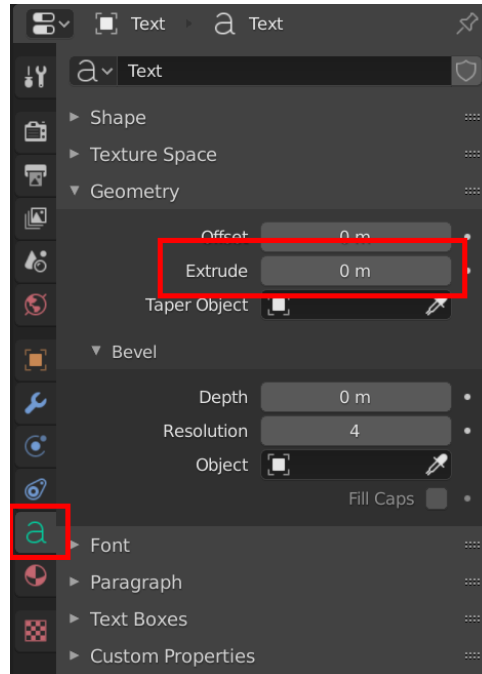 Text a Text
a Text
Shape
Texture Space
Geometry
Offset 0 m
Extrude 0 m
Taper Object
Bevel
Depth 0 m
Resolution 4
Object
Fill Caps
a
Font
Paragraph
Text Boxes
Custom Properties